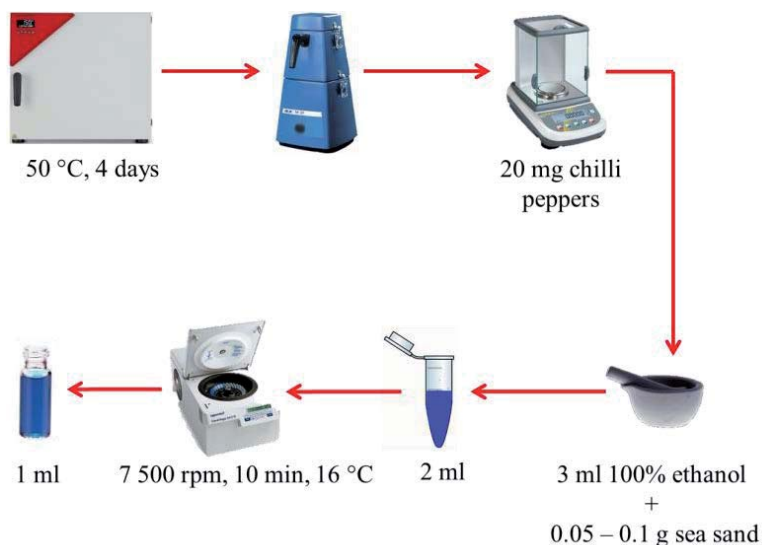 50 °C, 4 days
20 mg chilli
peppers
3 ml 100% ethanol
+
0.05 – 0.1 g sea sand
2 ml
7 500 rpm, 10 min, 16 °C
1 ml